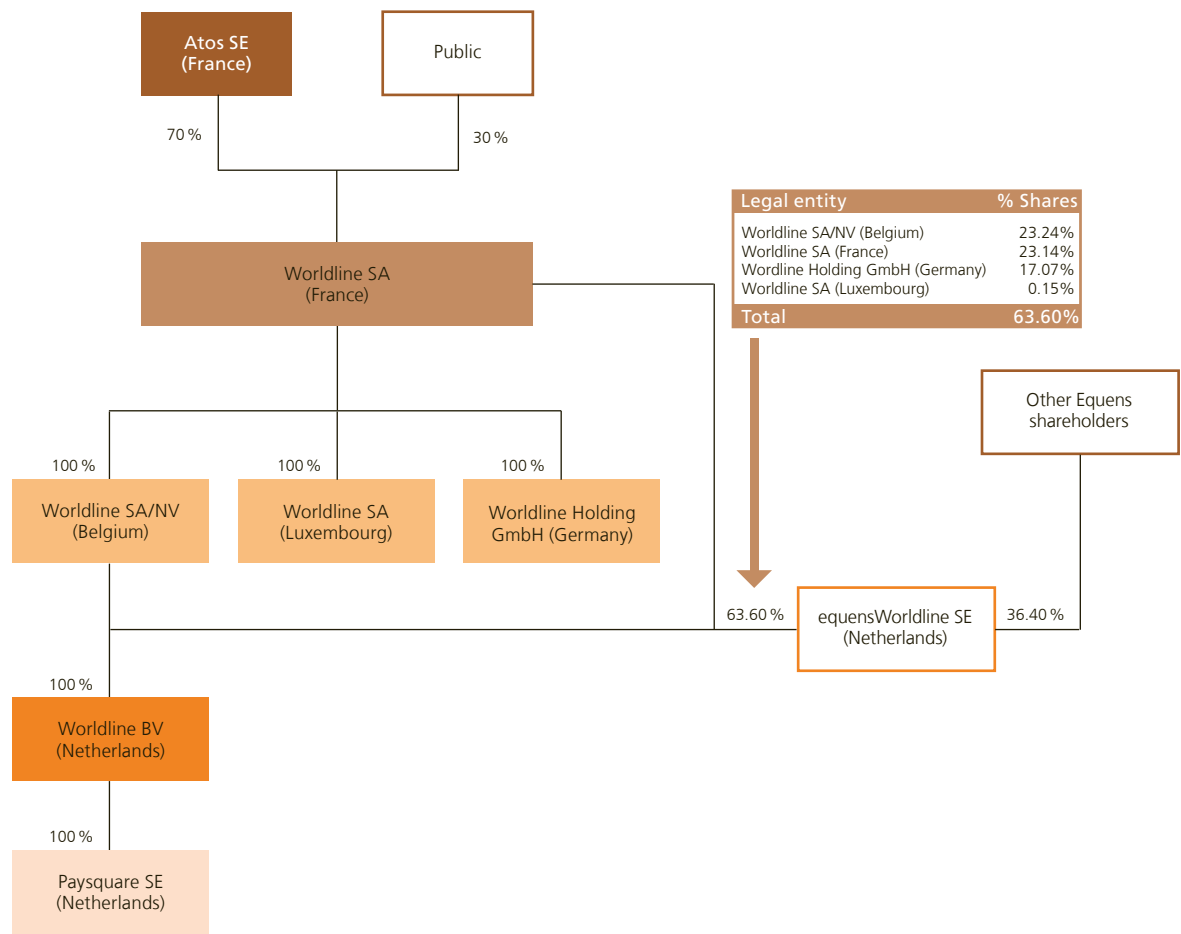 Atos SE
(France)
Public
70 %
30 %
Legal entity % Shares
Worldline SA/NV (Belgium) 23.24%
Worldline SA (France) 23.14%
Wordline Holding GmbH (Germany) 17.07%
Worldline SA (Luxembourg) 0.15%
Total 63.60%
Worldline SA
(France)
Other Equens
shareholders
100 %
100 %
100 %
Worldline SA/NV
(Belgium)
Worldline SA
(Luxembourg)
Worldline Holding
GmbH (Germany)
63.60 %
equensWorldline SE
(Netherlands)
36.40 %
100 %
Worldline BV
(Netherlands)
100 %
Paysquare SE
(Netherlands)